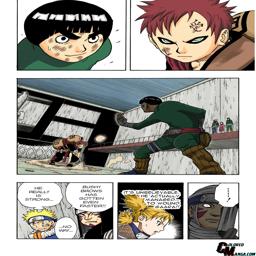 HE
REALLY
IS
STRONG...
...NO
WAY...
BUSHY
BROWS
HAS
GOTTEN
EVEN
FASTER!!
IT'S
UNBELIEVABLE...
HE ACTUALLY
MANAGED
TO WOUND
GAARA!
...!!
COLORED
MANGA.COM